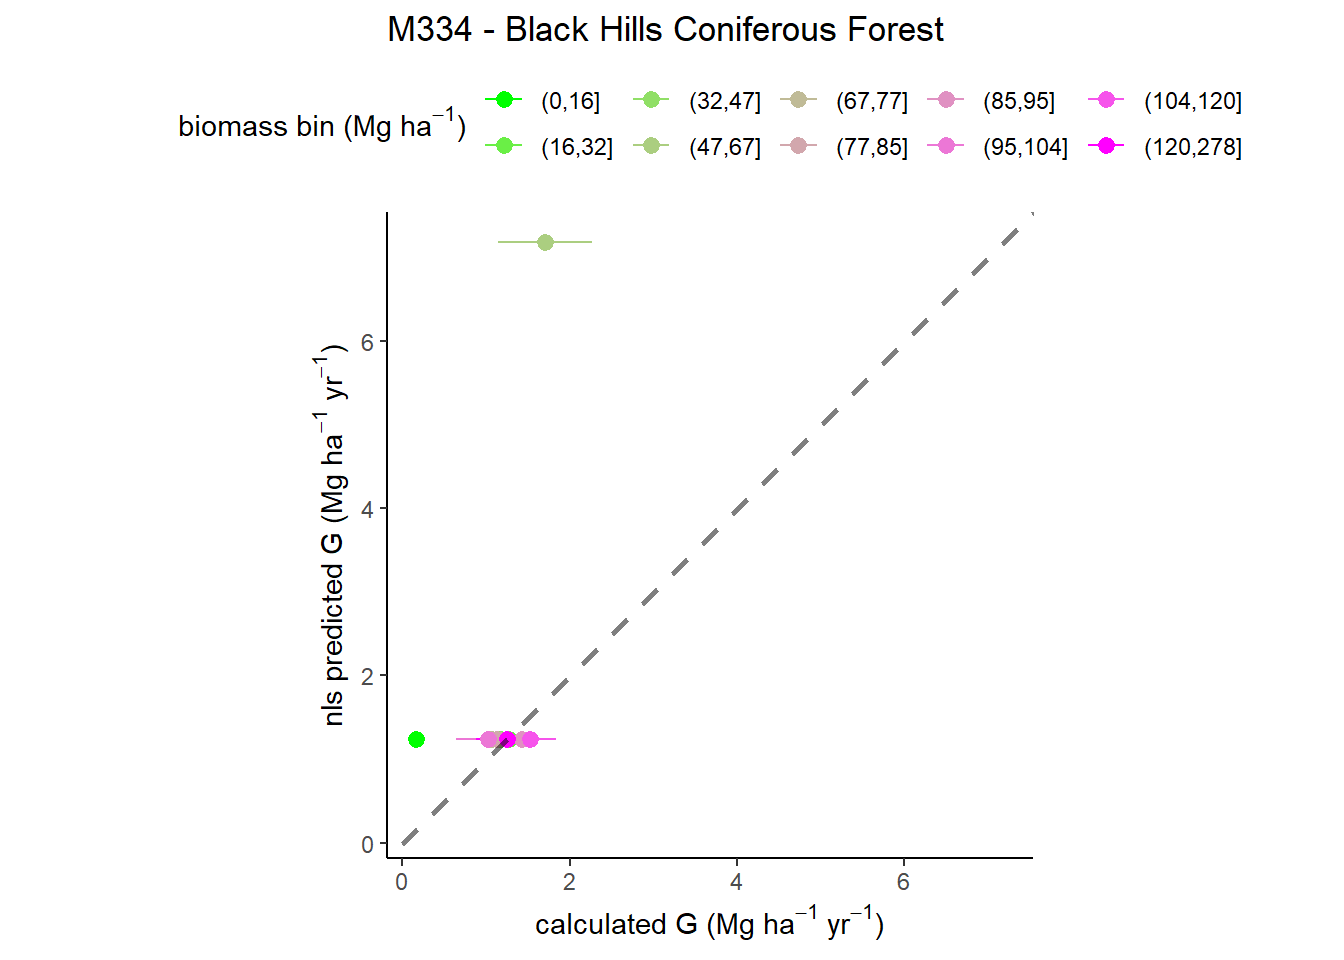 M334 - Black Hills Coniferous Forest
biomass bin (Mg ha⁻¹)
(0,16] (32,47] (67,77] (85,95] (104,120]
(16,32] (47,67] (77,85] (95,104] (120,278]
nls predicted G (Mg ha⁻¹ yr⁻¹)
6
4
2
0
0 2 4 6
calculated G (Mg ha⁻¹ yr⁻¹)